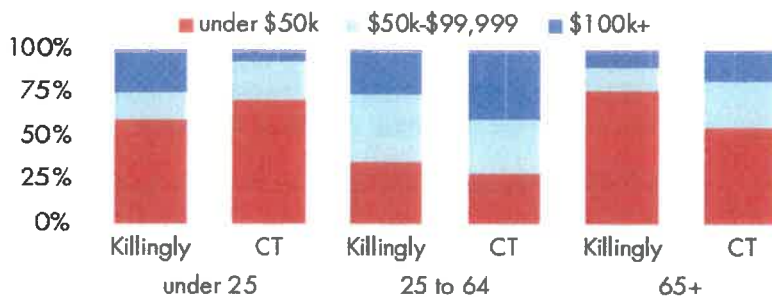 under $50k $50k-$99,999 $100k+
100%
75%
50%
25%
0%
Killingly CT Killingly CT Killingly CT
under 25 25 to 64 65+